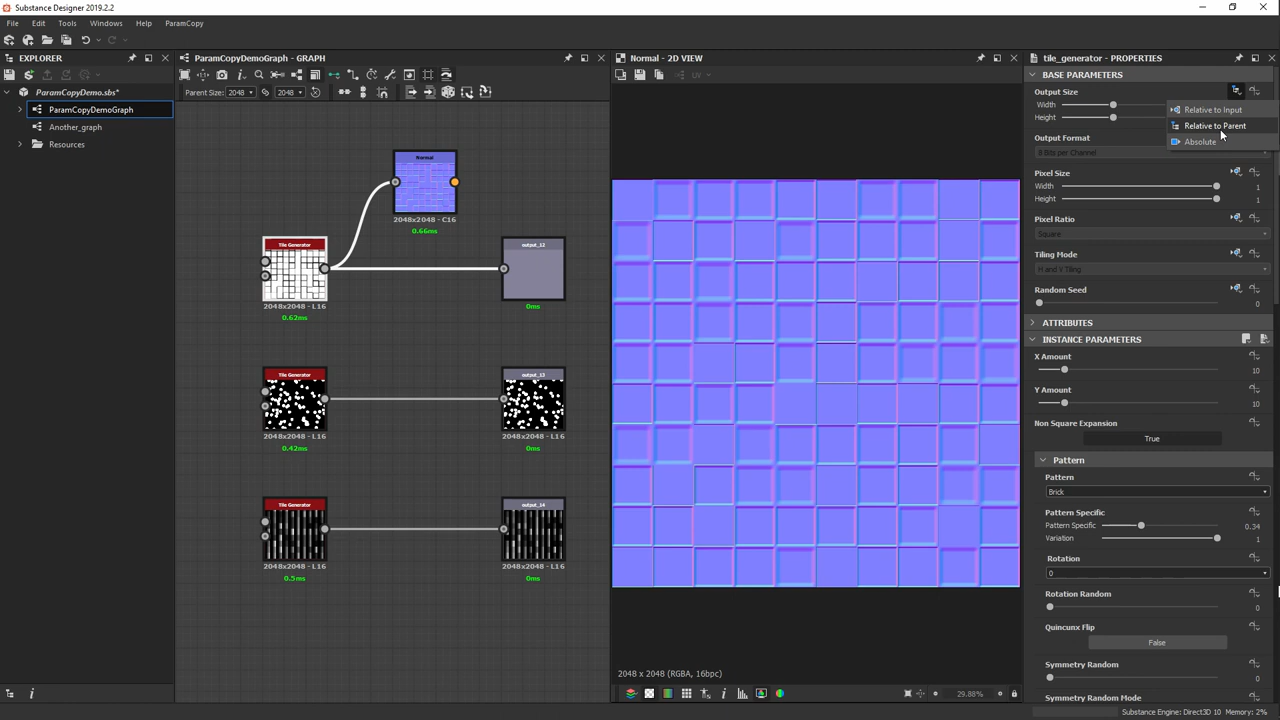 Substance Designer 2019.2.2
File Edit Tools Windows Help ParamCopy
EXPLORER
ParamCopyDemo.sbs*
ParamCopyDemoGraph
Another_graph
Resources
ParamCopyDemoGraph - GRAPH
Parent Size: 2048 2048
Normal
2048x2048 - C16
0.66ms
Tile Generator
2048x2048 - L16
0.62ms
output_12
0ms
Tile Generator
2048x2048 - L16
0.42ms
output_13
2048x2048 - L16
0ms
Tile Generator
2048x2048 - L16
0.5ms
output_14
2048x2048 - L16
0ms
Normal - 2D VIEW
UV
2048 x 2048 (RGBA, 16bpc)
29.88%
tile_generator - PROPERTIES
BASE PARAMETERS
Output Size
Width
Height
Relative to Input
Relative to Parent
Absolute
Output Format
8 Bits per Channel
Pixel Size
Width 1
Height 1
Pixel Ratio
Square
Tiling Mode
H and V Tiling
Random Seed
0
ATTRIBUTES
INSTANCE PARAMETERS
X Amount
10
Y Amount
10
Non Square Expansion
True
Pattern
Pattern
Brick
Pattern Specific
Pattern Specific 0.34
Variation 1
Rotation
0
Rotation Random
0
Quincunx Flip
False
Symmetry Random
0
Symmetry Random Mode
Substance Engine: Direct3D 10 Memory: 2%